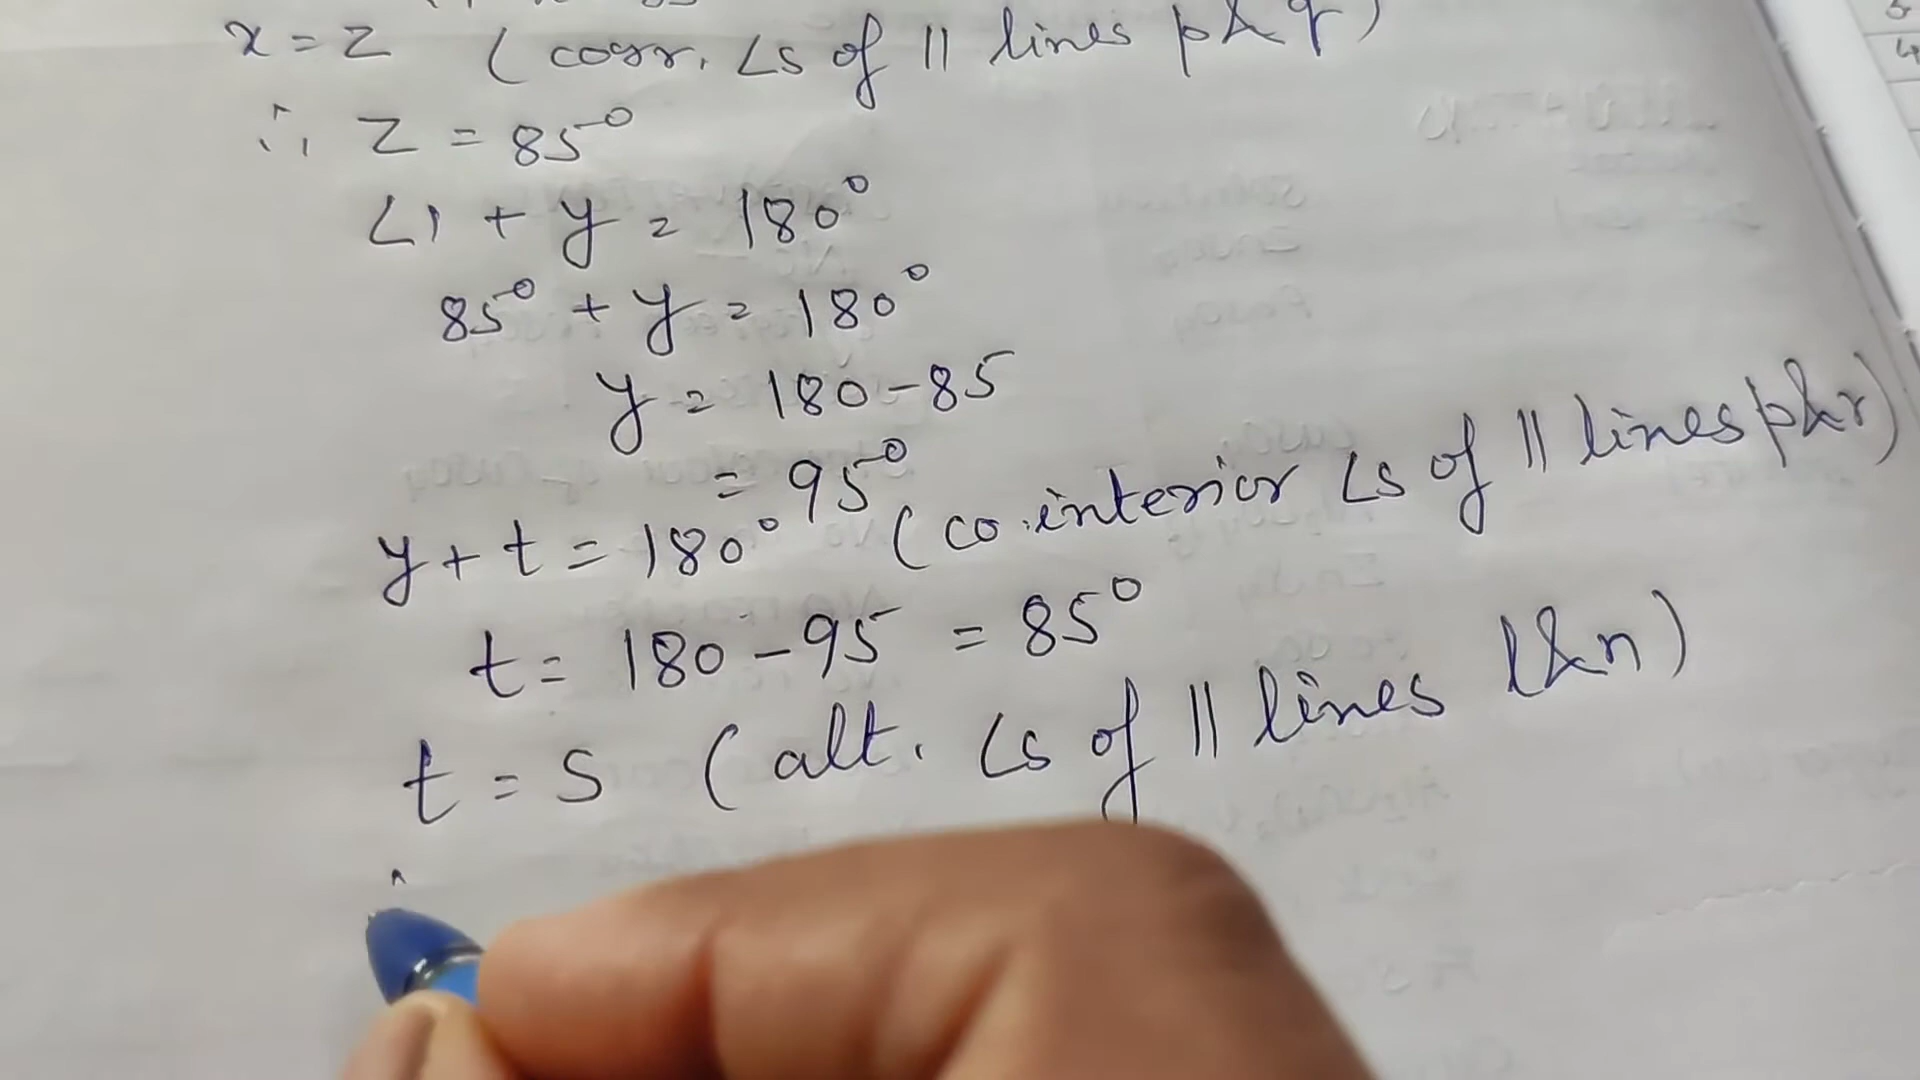 x = z (corr. ∠s of || lines p & q)
∴ z = 85°
∠1 + y = 180°
85° + y = 180°
y = 180 - 85
= 95°
y + t = 180° (co.interior ∠s of || lines p & r)
t = 180 - 95 = 85°
t = s (alt. ∠s of || lines l & n)